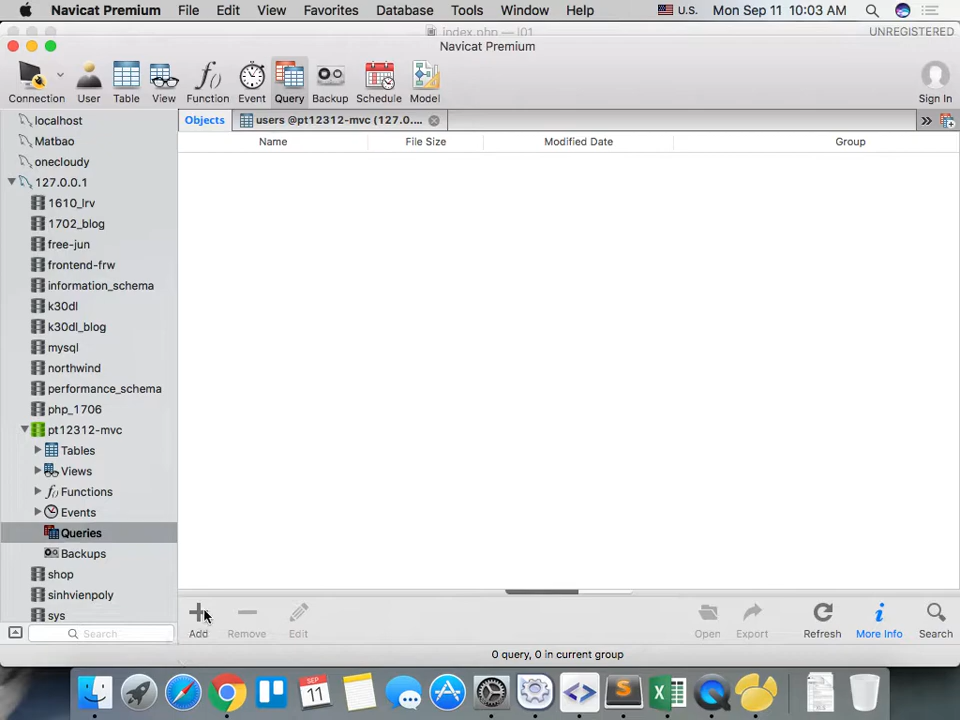 Navicat Premium File Edit View Favorites Tools Window Help U.S. Mon Sep 11 10:03 AM
index.php — l01 UNREGISTERED
Navicat Premium
Connection User Table View Function Event Query Backup Schedule Model Sign In
localhost
Matbao
onecloudy
127.0.0.1
1610_lrv
1702_blog
free-jun
frontend-frw
information_schema
k30dl
k30dl_blog
mysql
northwind
performance_schema
php_1706
pt12312-mvc
Tables
Views
Functions
Events
Queries
Backups
shop
sinhvienpoly
sys
Search
Objects users @pt12312-mvc (127.0....
Name File Size Modified Date Group
Add Remove Edit Open Export Refresh More Info Search
0 query, 0 in current group
SEP
11